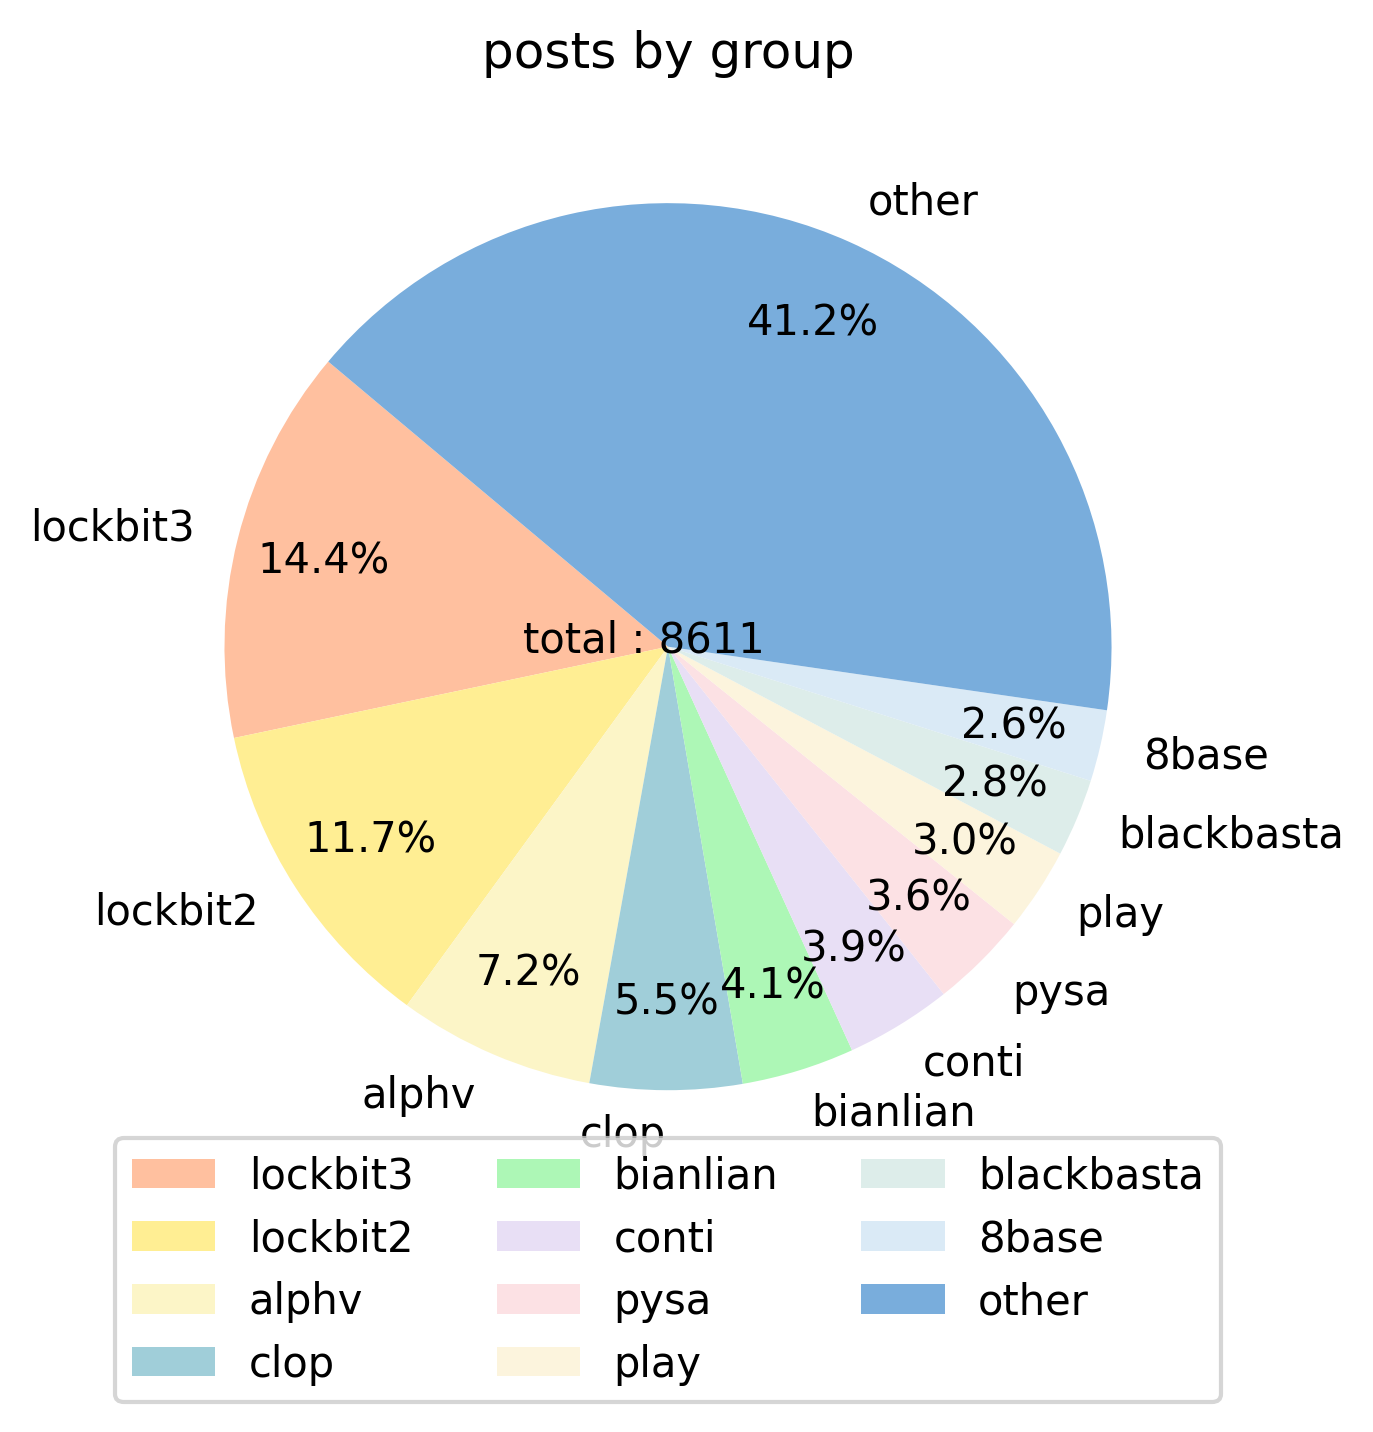 posts by group
other
41.2%
lockbit3
14.4%
total : 8611
2.6%
8base
2.8%
blackbasta
11.7%
3.0%
3.6%
play
lockbit2
3.9%
7.2%
4.1%
5.5%
pysa
conti
alphv
bianlian
clop
lockbit3
lockbit2
alphv
clop
bianlian
conti
pysa
play
blackbasta
8base
other